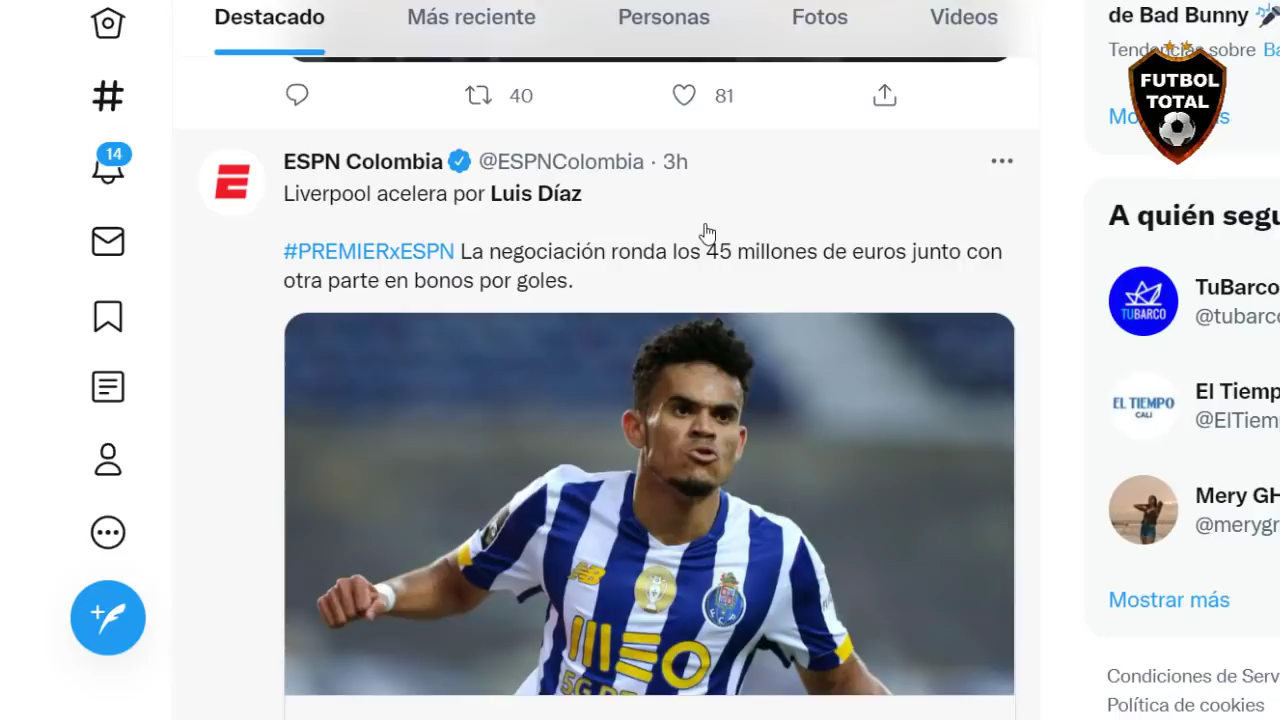 Destacado
Más reciente
Personas
Fotos
Videos
de Bad Bunny
Tendencias sobre
FUTBOL
TOTAL
40
81
14
ESPN Colombia @ESPNColombia · 3h
Liverpool acelera por Luis Díaz
#PREMIERxESPN La negociación ronda los 45 millones de euros junto con
otra parte en bonos por goles.
A quién segu
TuBarco
@tubarco
TUBARCO
El Tiemp
@ElTiem
EL TIEMPO
CALI
Mery GH
@merygr
Mostrar más
Condiciones de Serv
Política de cookies
FCP